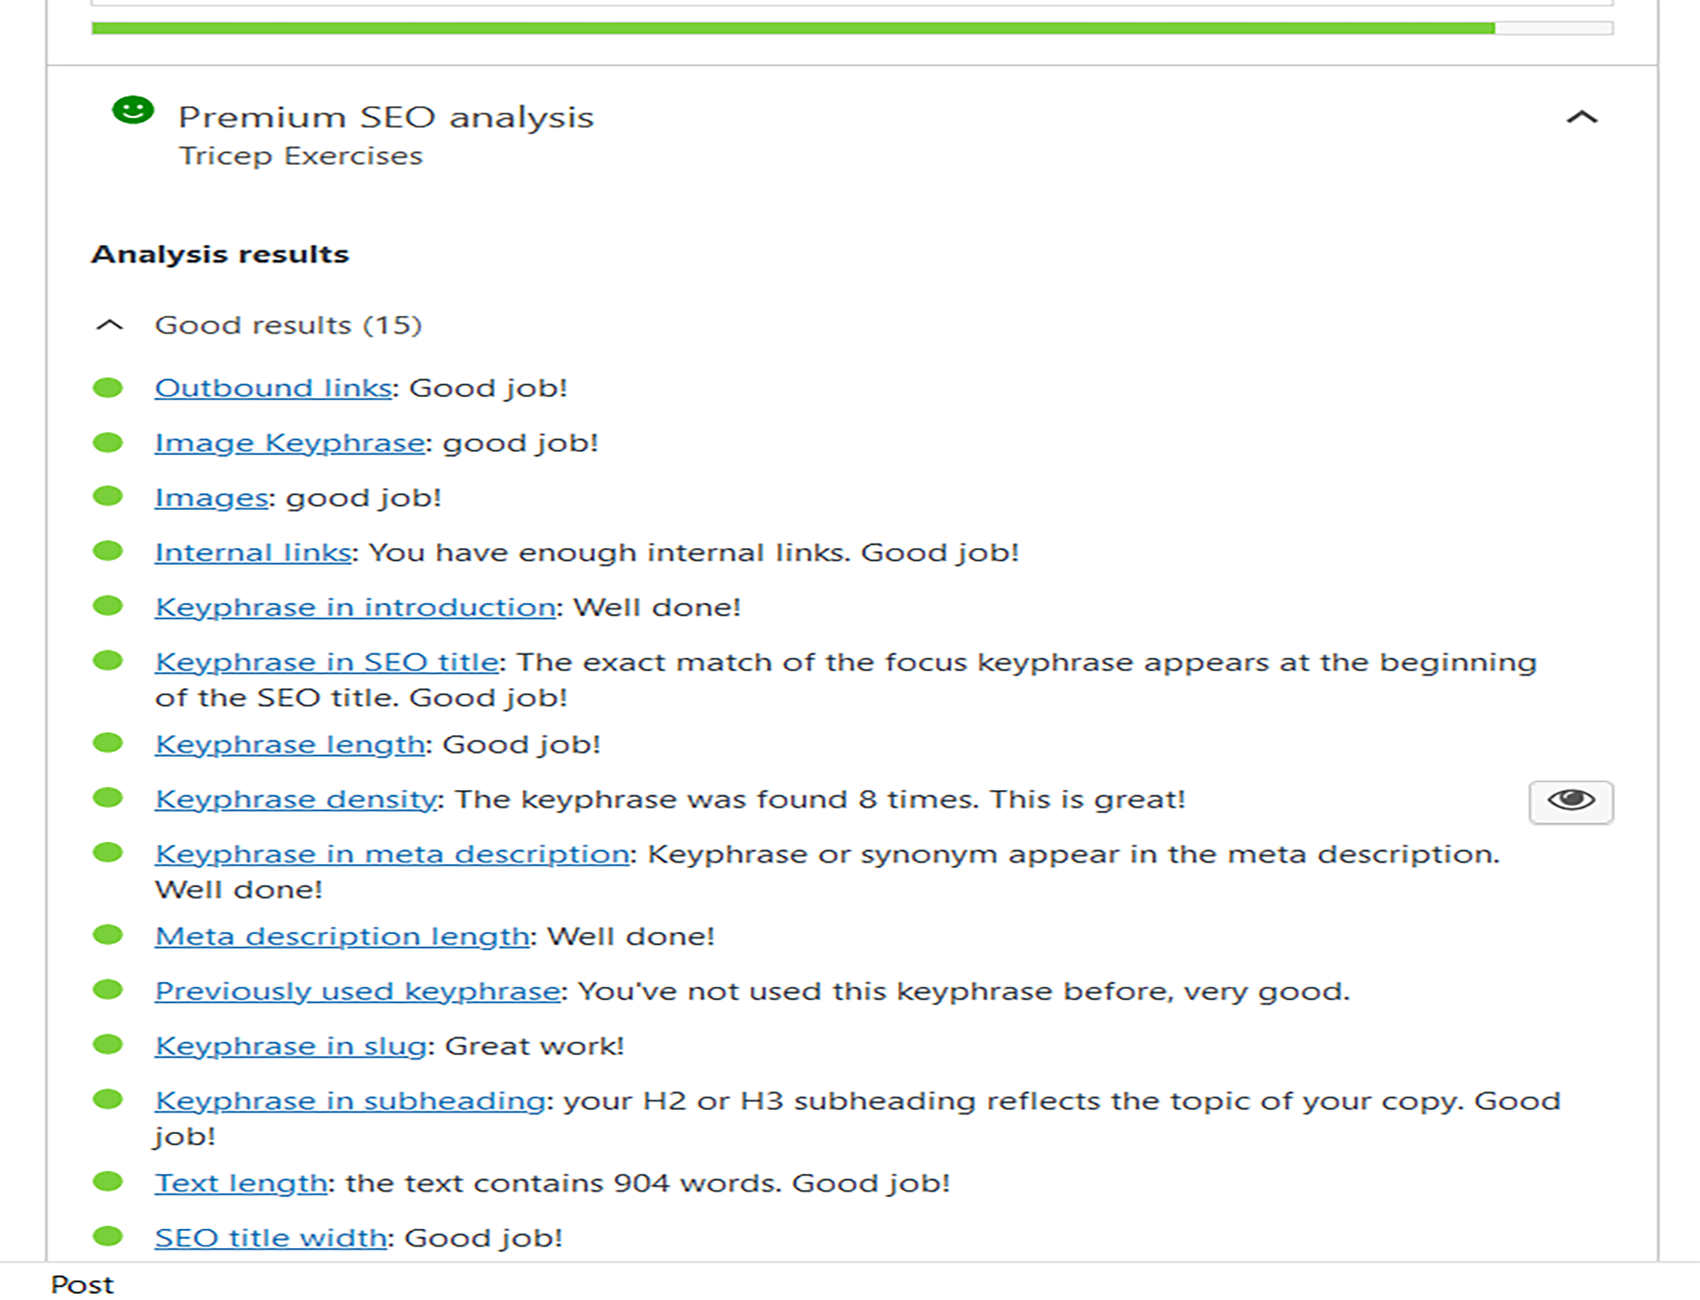 Premium SEO analysis
Tricep Exercises
Analysis results
Good results (15)
Outbound links: Good job!
Image Keyphrase: good job!
Images: good job!
Internal links: You have enough internal links. Good job!
Keyphrase in introduction: Well done!
Keyphrase in SEO title: The exact match of the focus keyphrase appears at the beginning
of the SEO title. Good job!
Keyphrase length: Good job!
Keyphrase density: The keyphrase was found 8 times. This is great!
Keyphrase in meta description: Keyphrase or synonym appear in the meta description.
Well done!
Meta description length: Well done!
Previously used keyphrase: You've not used this keyphrase before, very good.
Keyphrase in slug: Great work!
Keyphrase in subheading: your H2 or H3 subheading reflects the topic of your copy. Good
job!
Text length: the text contains 904 words. Good job!
SEO title width: Good job!
Post